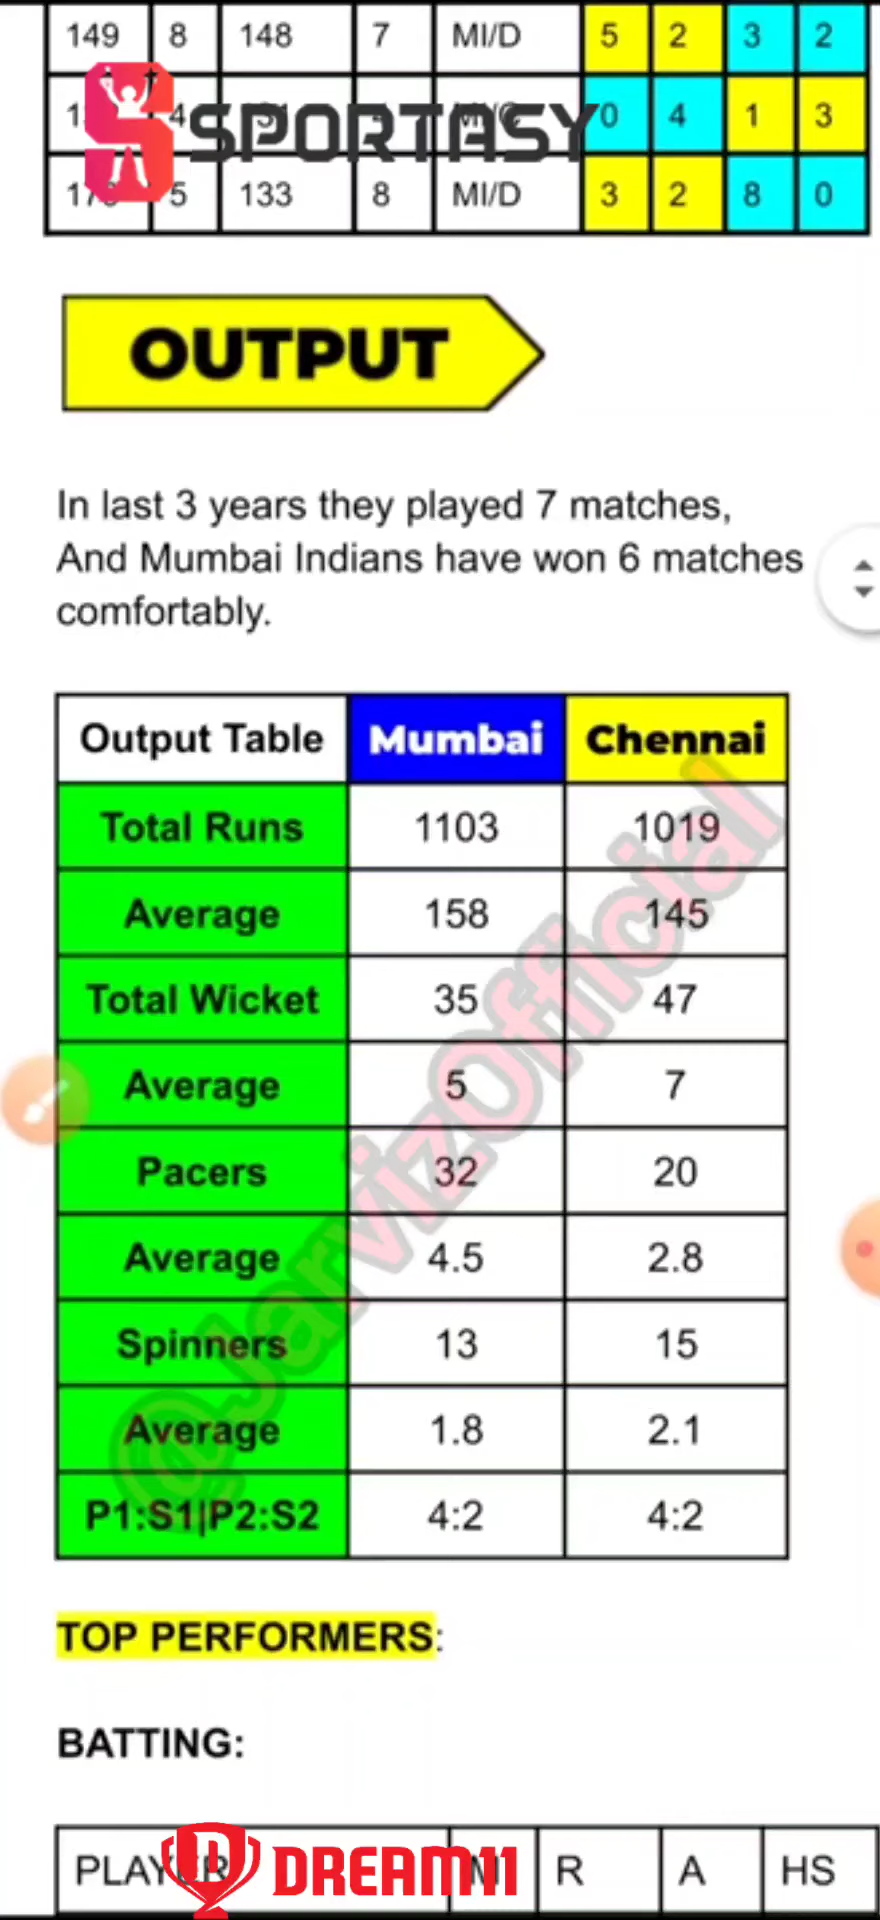 149 8 148 7 MI/D 5 2 3 2
4 0 4 1 3
SPORTASY
5 133 8 MI/D 3 2 8 0
OUTPUT
In last 3 years they played 7 matches,
And Mumbai Indians have won 6 matches
comfortably.
Output Table Mumbai Chennai
Total Runs 1103 1019
Average 158 145
Total Wicket 35 47
Average 5 7
Pacers 32 20
Average 4.5 2.8
Spinners 13 15
Average 1.8 2.1
P1:S1|P2:S2 4:2 4:2
@JarvizOfficial
TOP PERFORMERS:
BATTING:
PLAYER M R A HS
DREAM11